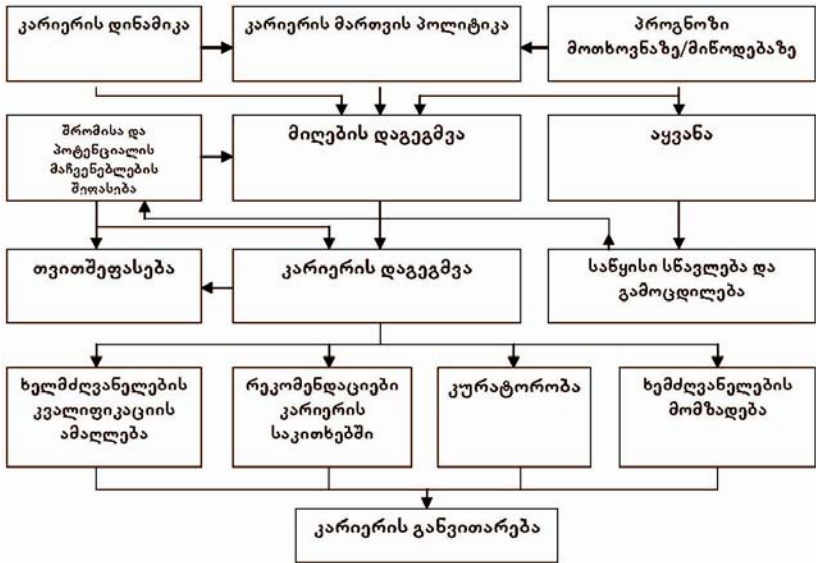 კარიერის დინამიკა
კარიერის მართვის პოლიტიკა
პროგნოზი
მოთხოვნაზე/მიწოდებაზე
შრომისა და
პოტენციალის
მაჩვენებლების
შეფასება
მიღების დაგეგმვა
აყვანა
თვითშეფასება
კარიერის დაგეგმვა
საწყისი სწავლება და
გამოცდილება
ხელმძღვანელების
კვალიფიკაციის
ამაღლება
რეკომენდაციები
კარიერის
საკითხებში
კურატორობა
ხემძღვანელების
მომზადება
კარიერის განვითარება